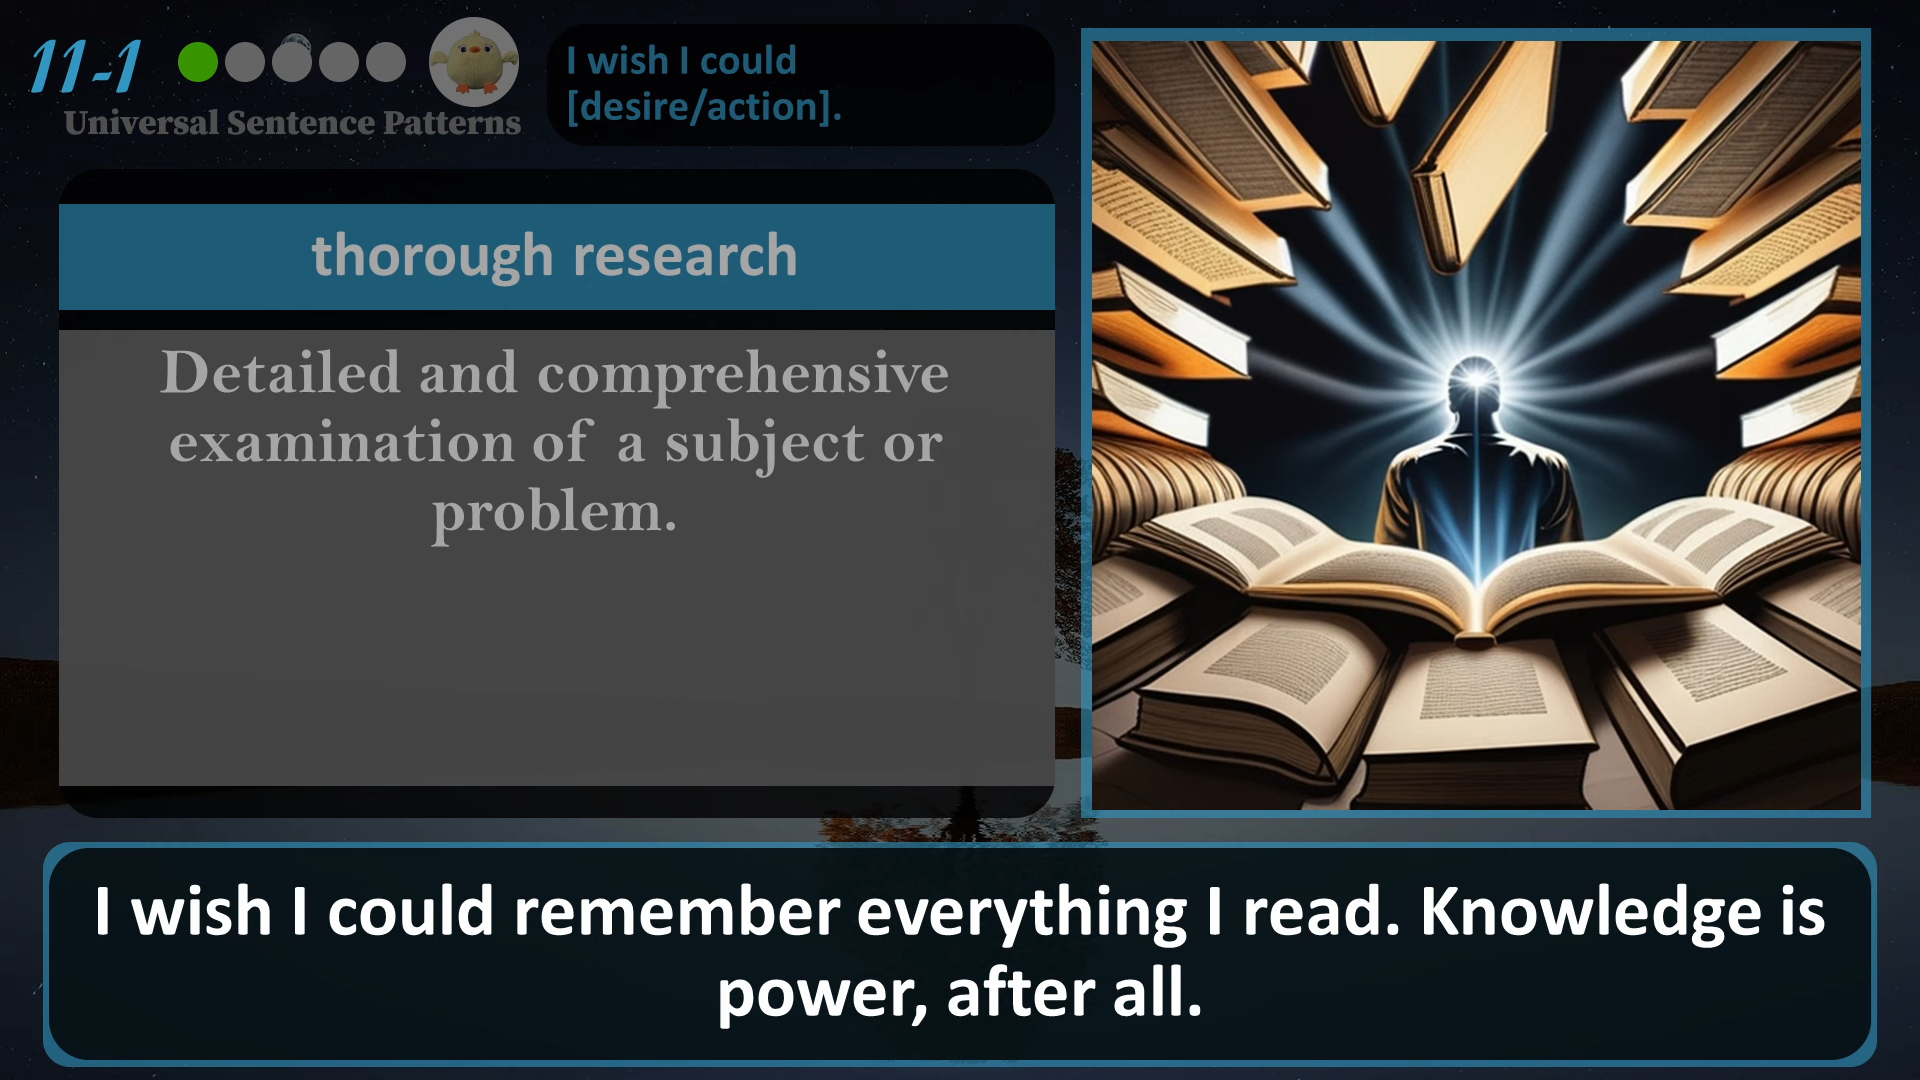 11-1
Universal Sentence Patterns
I wish I could
[desire/action].
thorough research
Detailed and comprehensive
examination of a subject or
problem.
I wish I could remember everything I read. Knowledge is
power, after all.